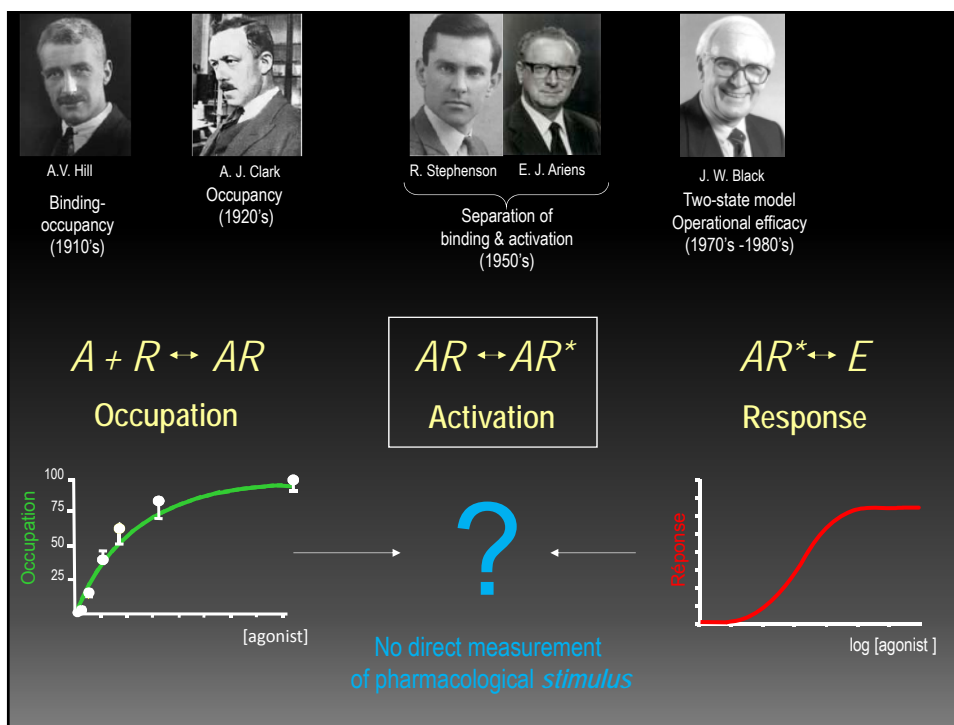 A.V. Hill
Binding-
occupancy
(1910's)
A. J. Clark
Occupancy
(1920's)
R. Stephenson
E. J. Ariens
Separation of
binding & activation
(1950's)
J. W. Black
Two-state model
Operational efficacy
(1970's -1980's)
A + R ↔ AR
Occupation
AR ↔ AR*
Activation
AR* ↔ E
Response
Occupation
100
75
50
25
[agonist]
?
No direct measurement
of pharmacological stimulus
Réponse
log [agonist ]